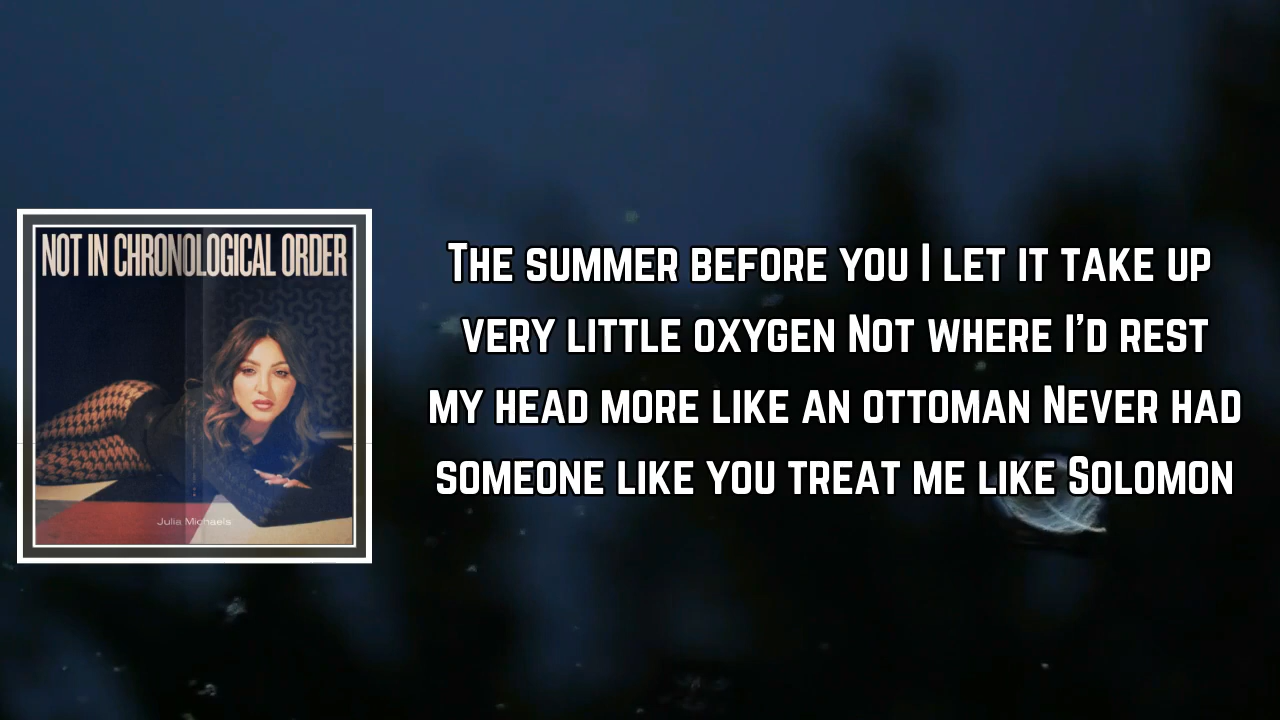 NOT IN CHRONOLOGICAL ORDER
Julia Michaels
The summer before you I let it take up
very little oxygen Not where I'd rest
my head more like an ottoman Never had
someone like you treat me like Solomon